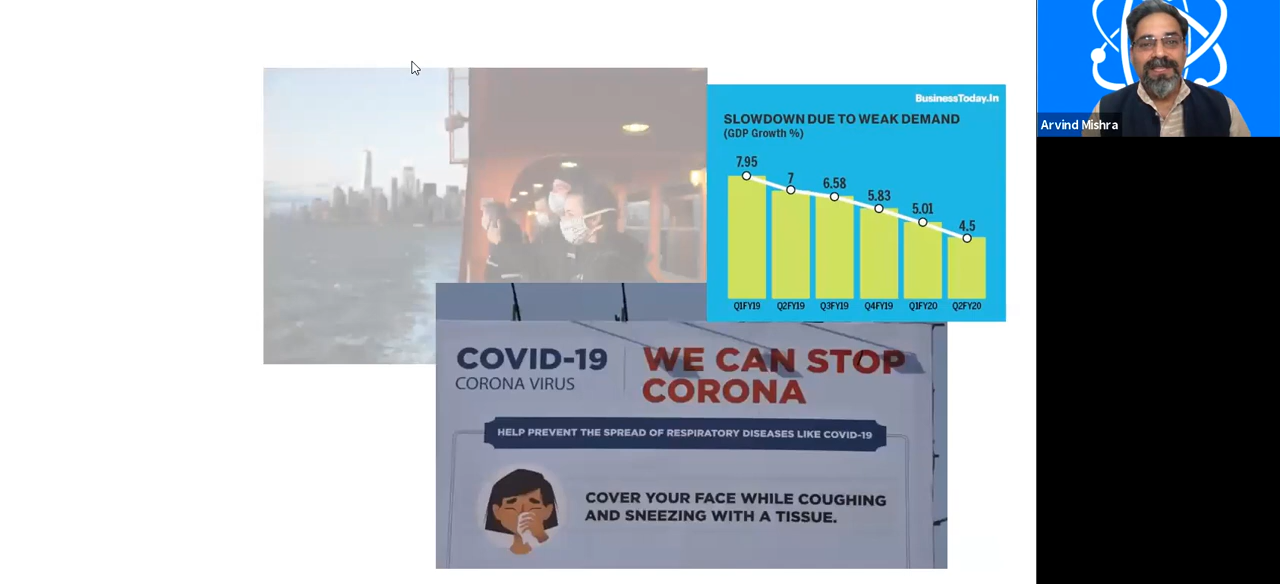 Arvind Mishra
BusinessToday.In
SLOWDOWN DUE TO WEAK DEMAND
(GDP Growth %)
7.95
7
6.58
5.83
5.01
4.5
Q1FY19
Q2FY19
Q3FY19
Q4FY19
Q1FY20
Q2FY20
COVID-19
CORONA VIRUS
WE CAN STOP
CORONA
HELP PREVENT THE SPREAD OF RESPIRATORY DISEASES LIKE COVID-19
COVER YOUR FACE WHILE COUGHING
AND SNEEZING WITH A TISSUE.